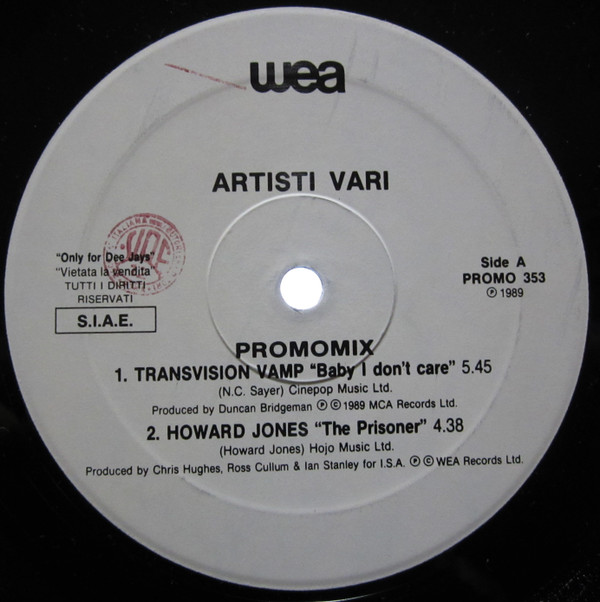 wea
ARTISTI VARI
"Only for Dee Jays"
"Vietata la vendita"
TUTTI I DIRITTI
RISERVATI
S.I.A.E.
Side A
PROMO 353
Ⓟ 1989
PROMOMIX
1. TRANSVISION VAMP "Baby I don't care" 5.45
(N.C. Sayer) Cinepop Music Ltd.
Produced by Duncan Bridgeman Ⓟ © 1989 MCA Records Ltd.
2. HOWARD JONES "The Prisoner" 4.38
(Howard Jones) Hojo Music Ltd.
Produced by Chris Hughes, Ross Cullum & Ian Stanley for I.S.A. Ⓟ © WEA Records Ltd.